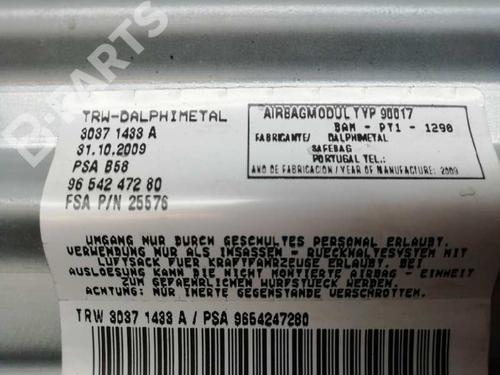 TRW-DALPHIMETAL
3037 1433 A
31.10.2009
PSA B58
96 542 472 80
FSA P/N 25576
AIRBAGMODUL TYP 90017
BAM - PT1 - 1290
FABRICANTE/ DALPHIMETAL
SAFEBAG
PORTUGAL TEL.:
ANO DE FABRICACION / YEAR OF MANUFACTURE: 2009
UMGANG NUR DURCH GESCHULTES PERSONAL ERLAUBT.
VERWENDUNG NUR ALS INSASSEN - RUECKHALTESYSTEM MIT
LUFTSACK FUER KRAFTFAHRZEUGE ERLAUBT. BEI
AUSLOESUNG KANN DIE NICHT MONTIERTE AIRBAG - EINHEIT
ZUM GEFAEHRLICHEN WURFSTUECK WERDEN.
ACHTUNG: NUR INERTE GEGENSTANDE VERWENDEN.
TRW 3037 1433 A / PSA 9654247280